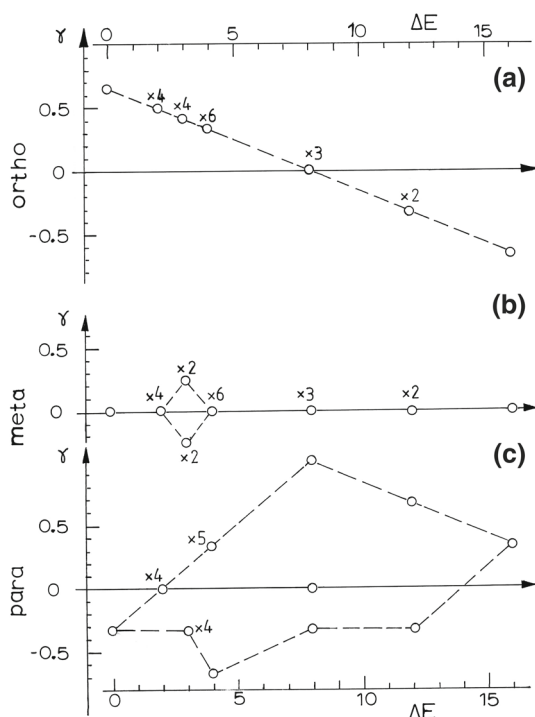 γ 0 5 10 ΔE 15
(a)
0.5 ×4 ×4 ×6
×3
0
×2
-0.5
ortho
(b)
γ
0.5
×2
×4 ×6 ×3 ×2
0
×2
meta
γ
(c)
0.5 ×5
×4
0
×4
-0.5
para
0 5 10 ΔE 15